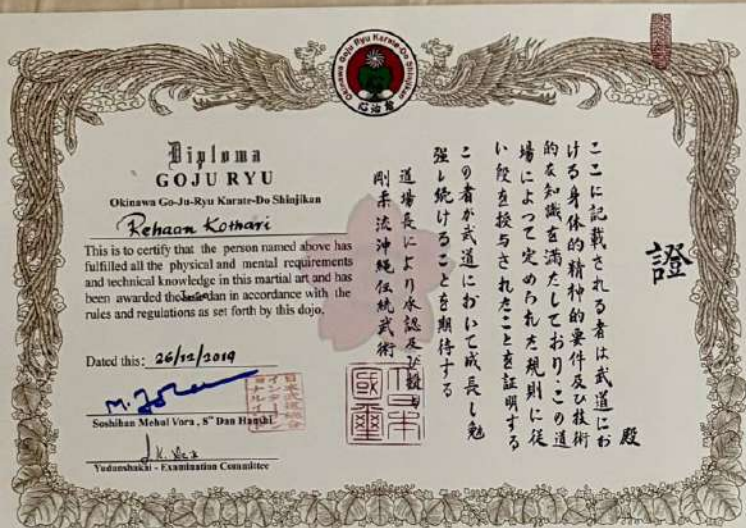 Okinawa Goju Ryu Karate-Do Shinjikan
Diploma
GOJU RYU
Okinawa Go-Ju-Ryu Karate-Do Shinjikan
Rehaan Kothari
This is to certify that the person named above has
fulfilled all the physical and mental requirements
and technical knowledge in this martial art and has
been awarded the dan in accordance with the
rules and regulations as set forth by this dojo.
Dated this: 26/12/2019
Soshihan Mehal Vora, 8th Dan Hanshi
Yudanshakai - Examination Committee
證
殿
ここに記載される者は武道にお
ける身体的精神的要件及び技術
的な知識を満たしており、この道
場によって定められた規則に従
い段を授与されたことを証明する
この者が武道において成長し勉
強し続けることを期待する
道場長により承認及び授与
剛柔流沖縄伝統武術
大日本
國璽